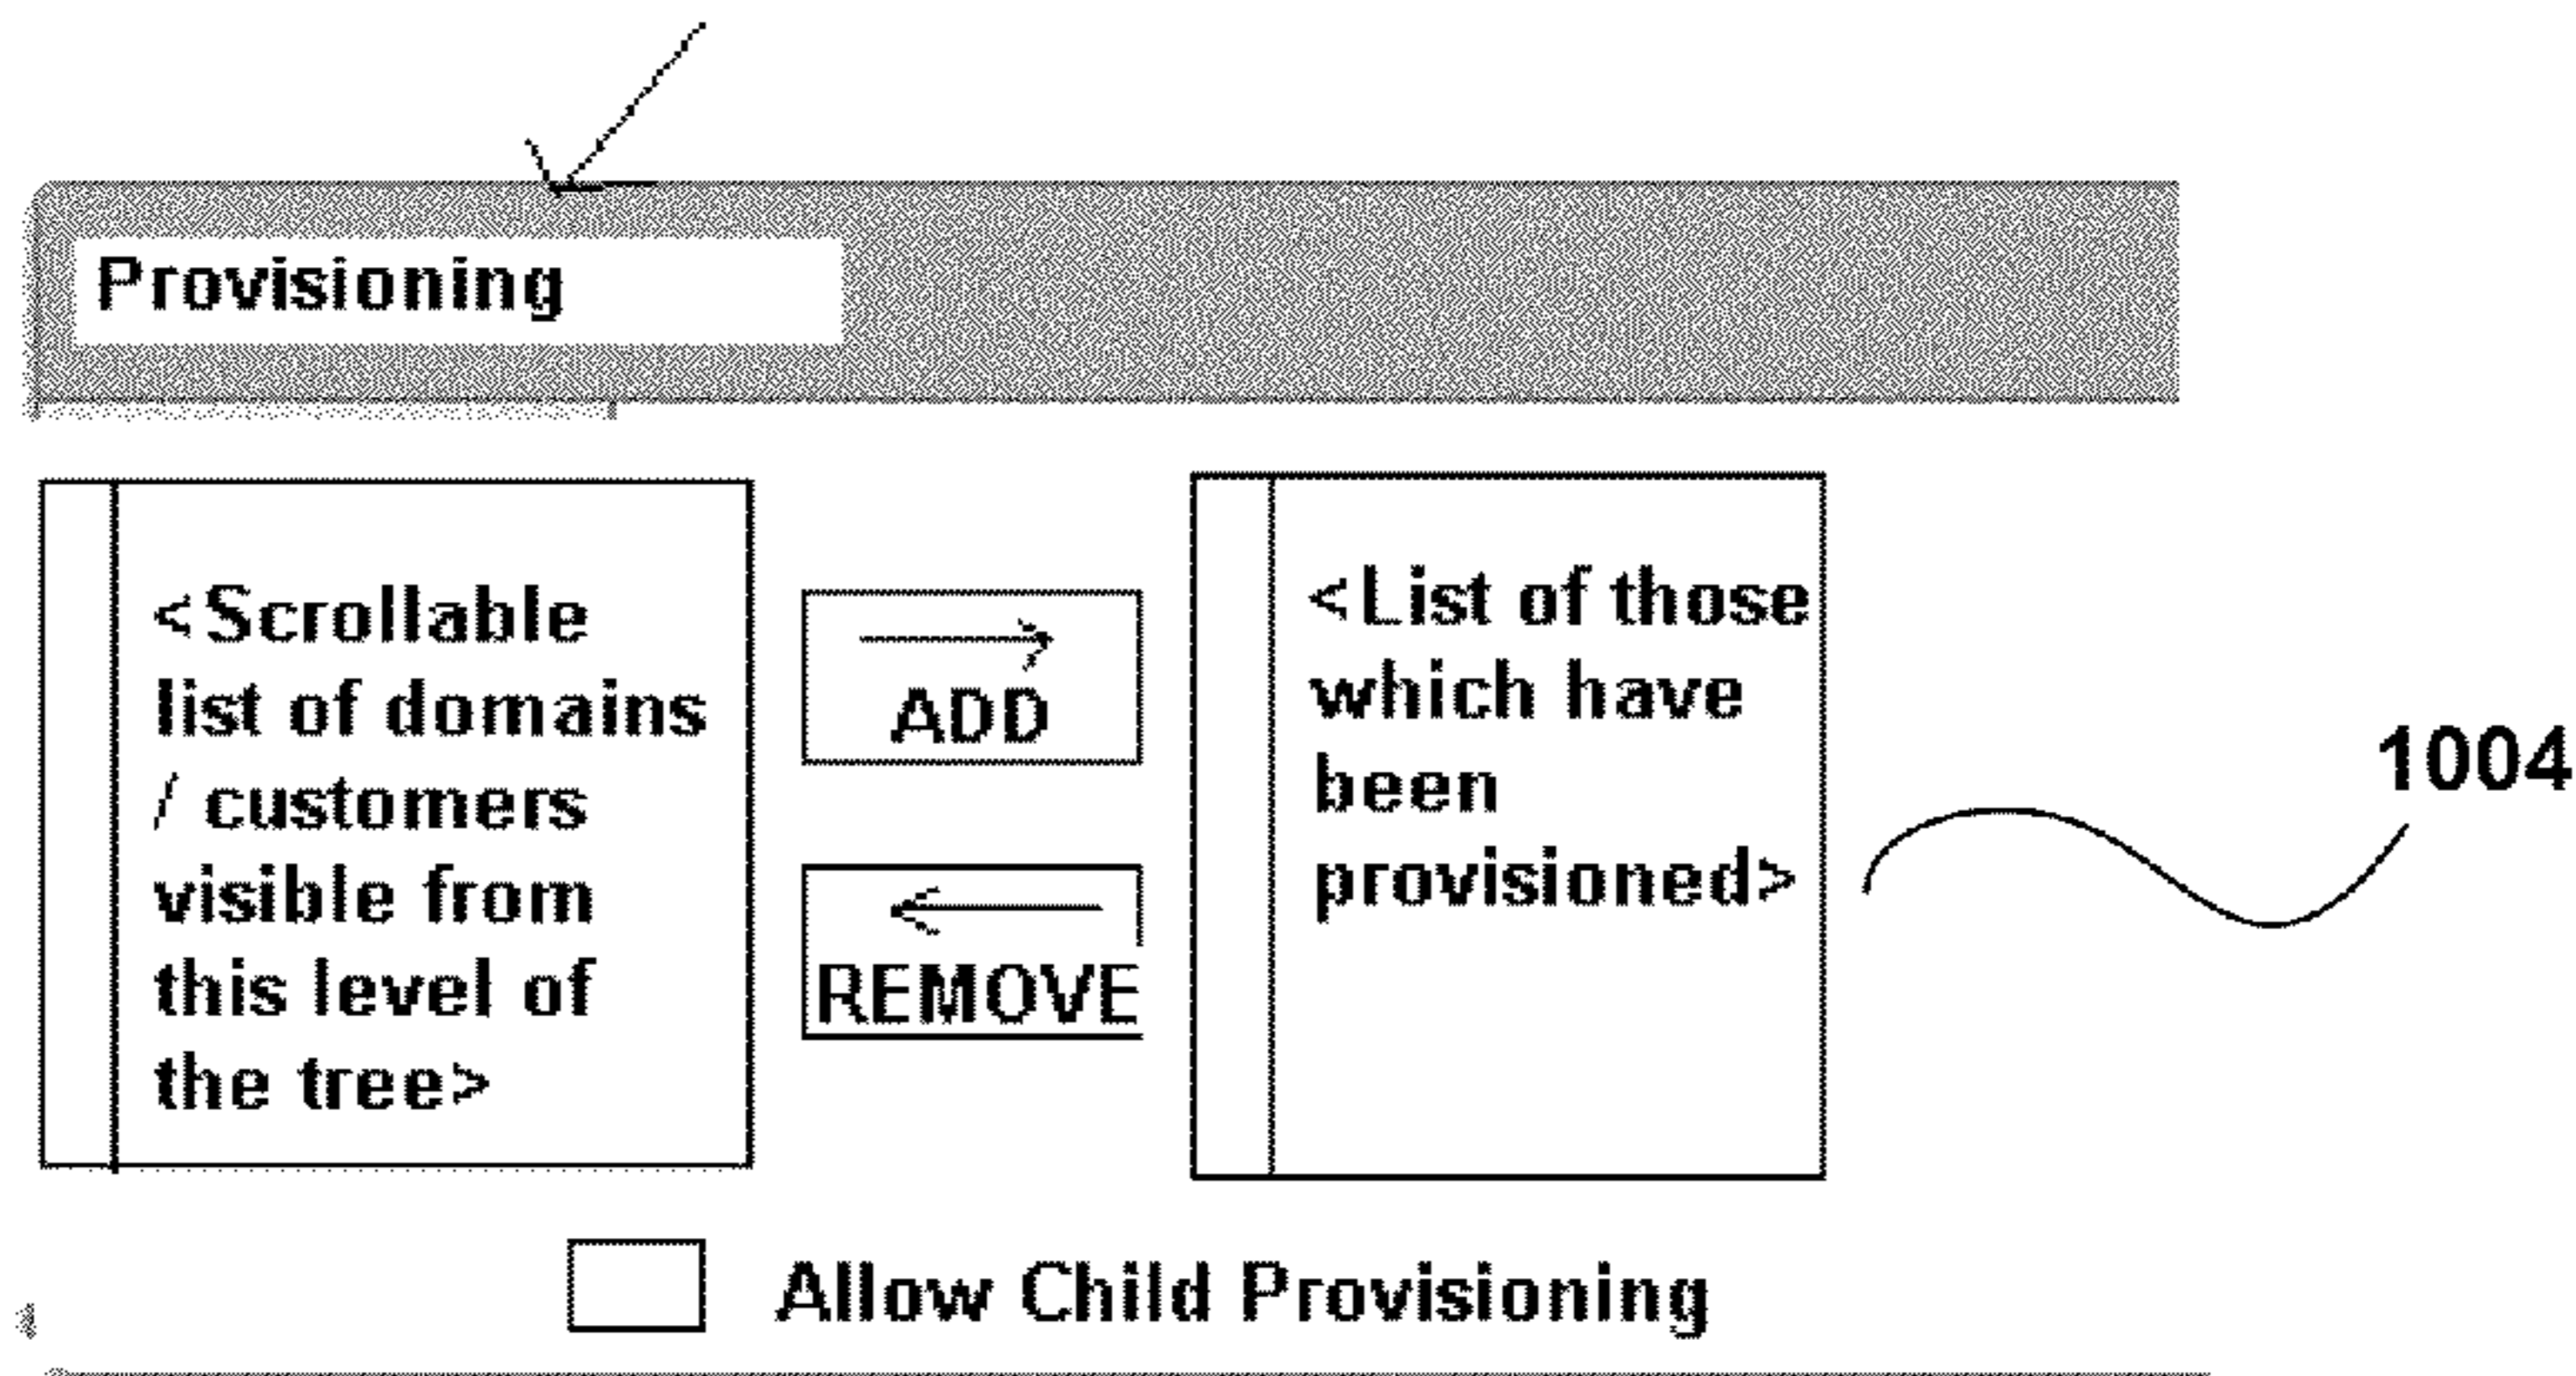 Provisioning
<Scrollable
list of domains
/ customers
visible from
this level of
the tree>
ADD
REMOVE
<List of those
which have
been
provisioned>
1004
Allow Child Provisioning